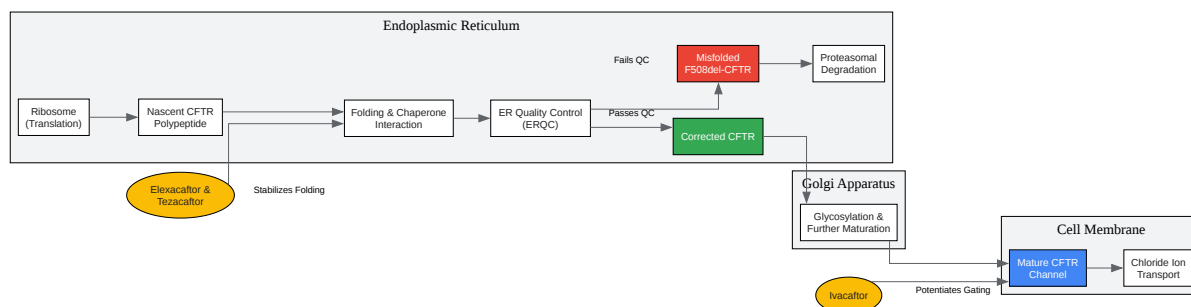 Endoplasmic Reticulum
Fails QC
Misfolded
F508del-CFTR
Proteasomal
Degradation
Ribosome
(Translation)
Nascent CFTR
Polypeptide
Folding & Chaperone
Interaction
ER Quality Control
(ERQC)
Passes QC
Corrected CFTR
Elexacaftor &
Tezacaftor
Stabilizes Folding
Golgi Apparatus
Glycosylation &
Further Maturation
Cell Membrane
Mature CFTR
Channel
Chloride Ion
Transport
Ivacaftor
Potentiates Gating